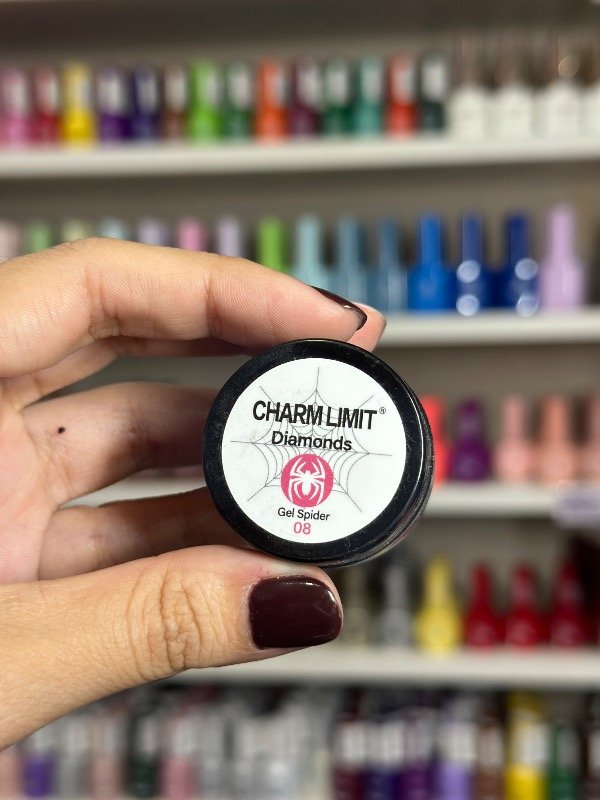 CHARM LIMIT®
Diamonds
Gel Spider
08